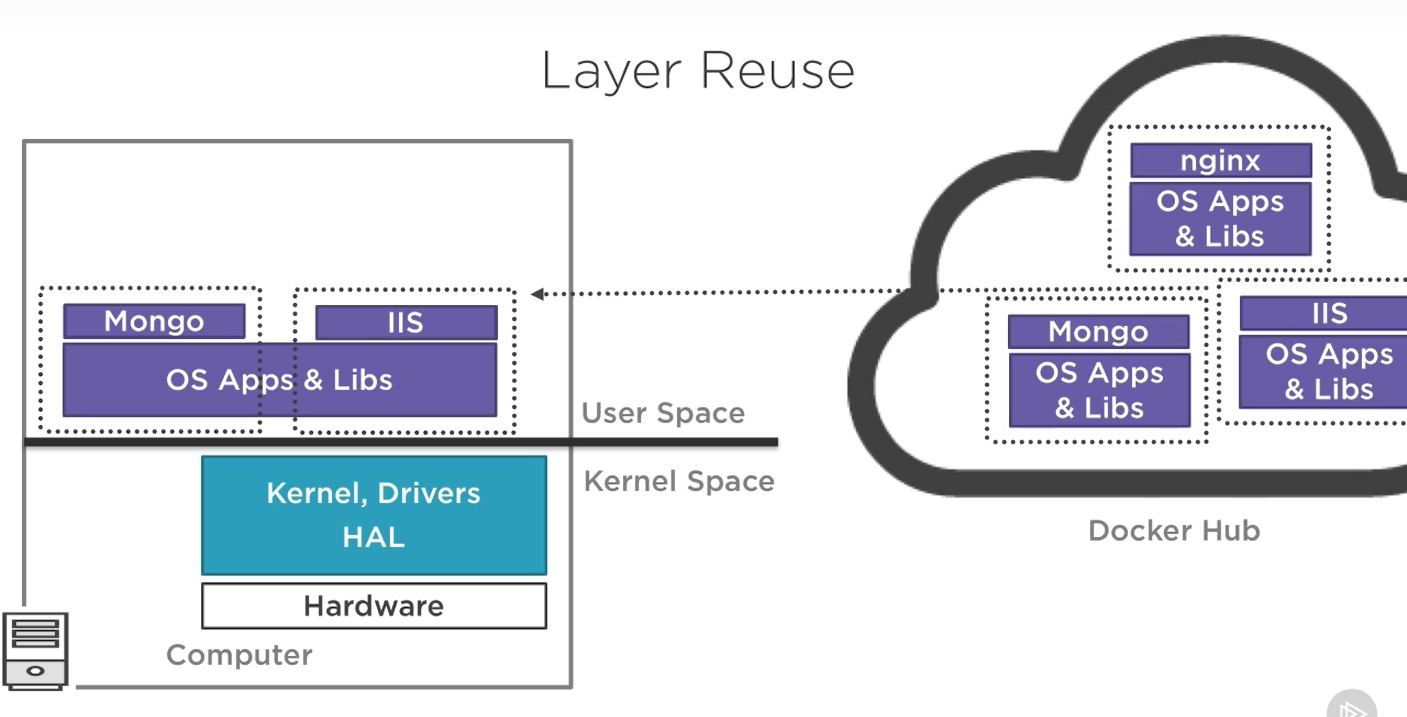 Layer Reuse
Mongo
IIS
OS Apps & Libs
User Space
Kernel Space
Kernel, Drivers
HAL
Hardware
Computer
nginx
OS Apps
& Libs
Mongo
OS Apps
& Libs
IIS
OS Apps
& Libs
Docker Hub